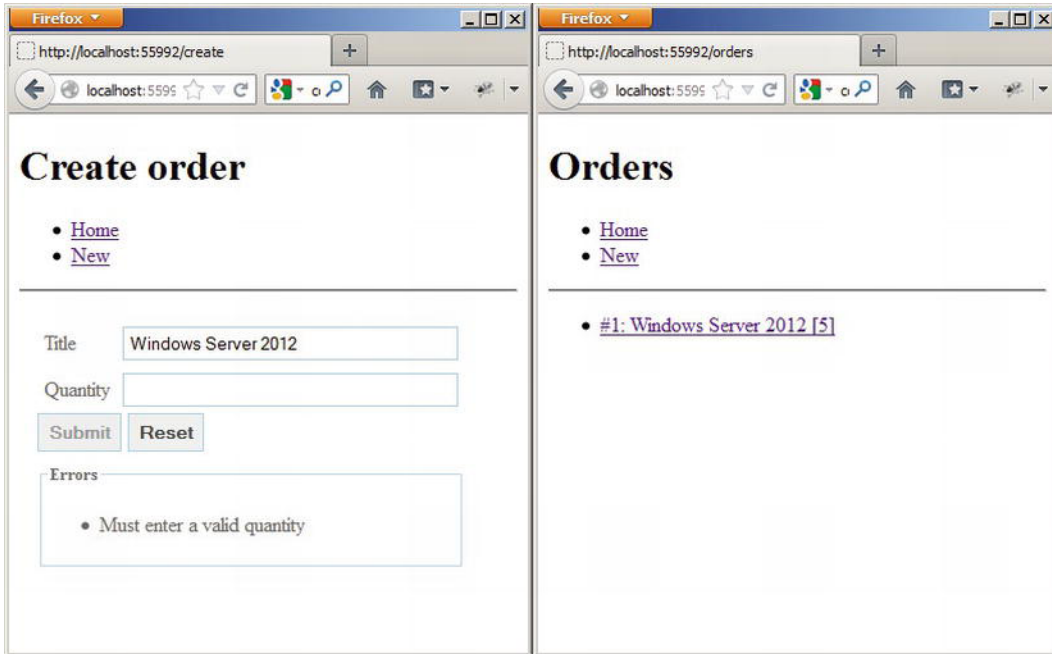 Firefox
http://localhost:55992/create
localhost:5599
Create order
Home
New
Title
Windows Server 2012
Quantity
Submit Reset
Errors
Must enter a valid quantity
Firefox
http://localhost:55992/orders
localhost:5599
Orders
Home
New
#1: Windows Server 2012 [5]